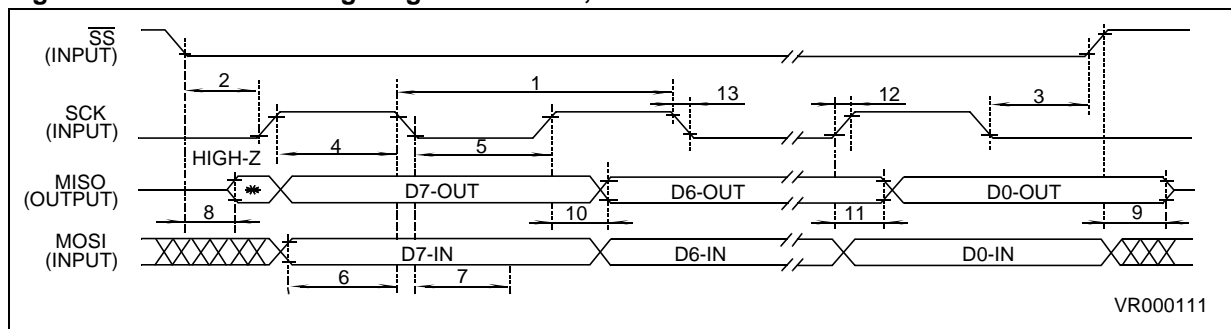 SS
(INPUT)
2
1
13
12
3
SCK
(INPUT)
4
5
HIGH-Z
MISO
(OUTPUT)
D7-OUT
D6-OUT
D0-OUT
8
10
11
9
MOSI
(INPUT)
D7-IN
D6-IN
D0-IN
6
7
VR000111